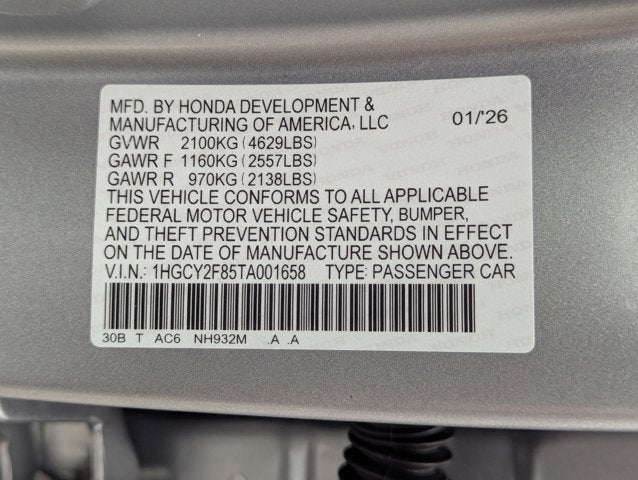 MFD. BY HONDA DEVELOPMENT &
MANUFACTURING OF AMERICA, LLC 01/'26
GVWR 2100KG (4629LBS)
GAWR F 1160KG (2557LBS)
GAWR R 970KG (2138LBS)
THIS VEHICLE CONFORMS TO ALL APPLICABLE
FEDERAL MOTOR VEHICLE SAFETY, BUMPER,
AND THEFT PREVENTION STANDARDS IN EFFECT
ON THE DATE OF MANUFACTURE SHOWN ABOVE.
V.I.N.: 1HGCY2F85TA001658 TYPE: PASSENGER CAR
30B T AC6 NH932M .A .A